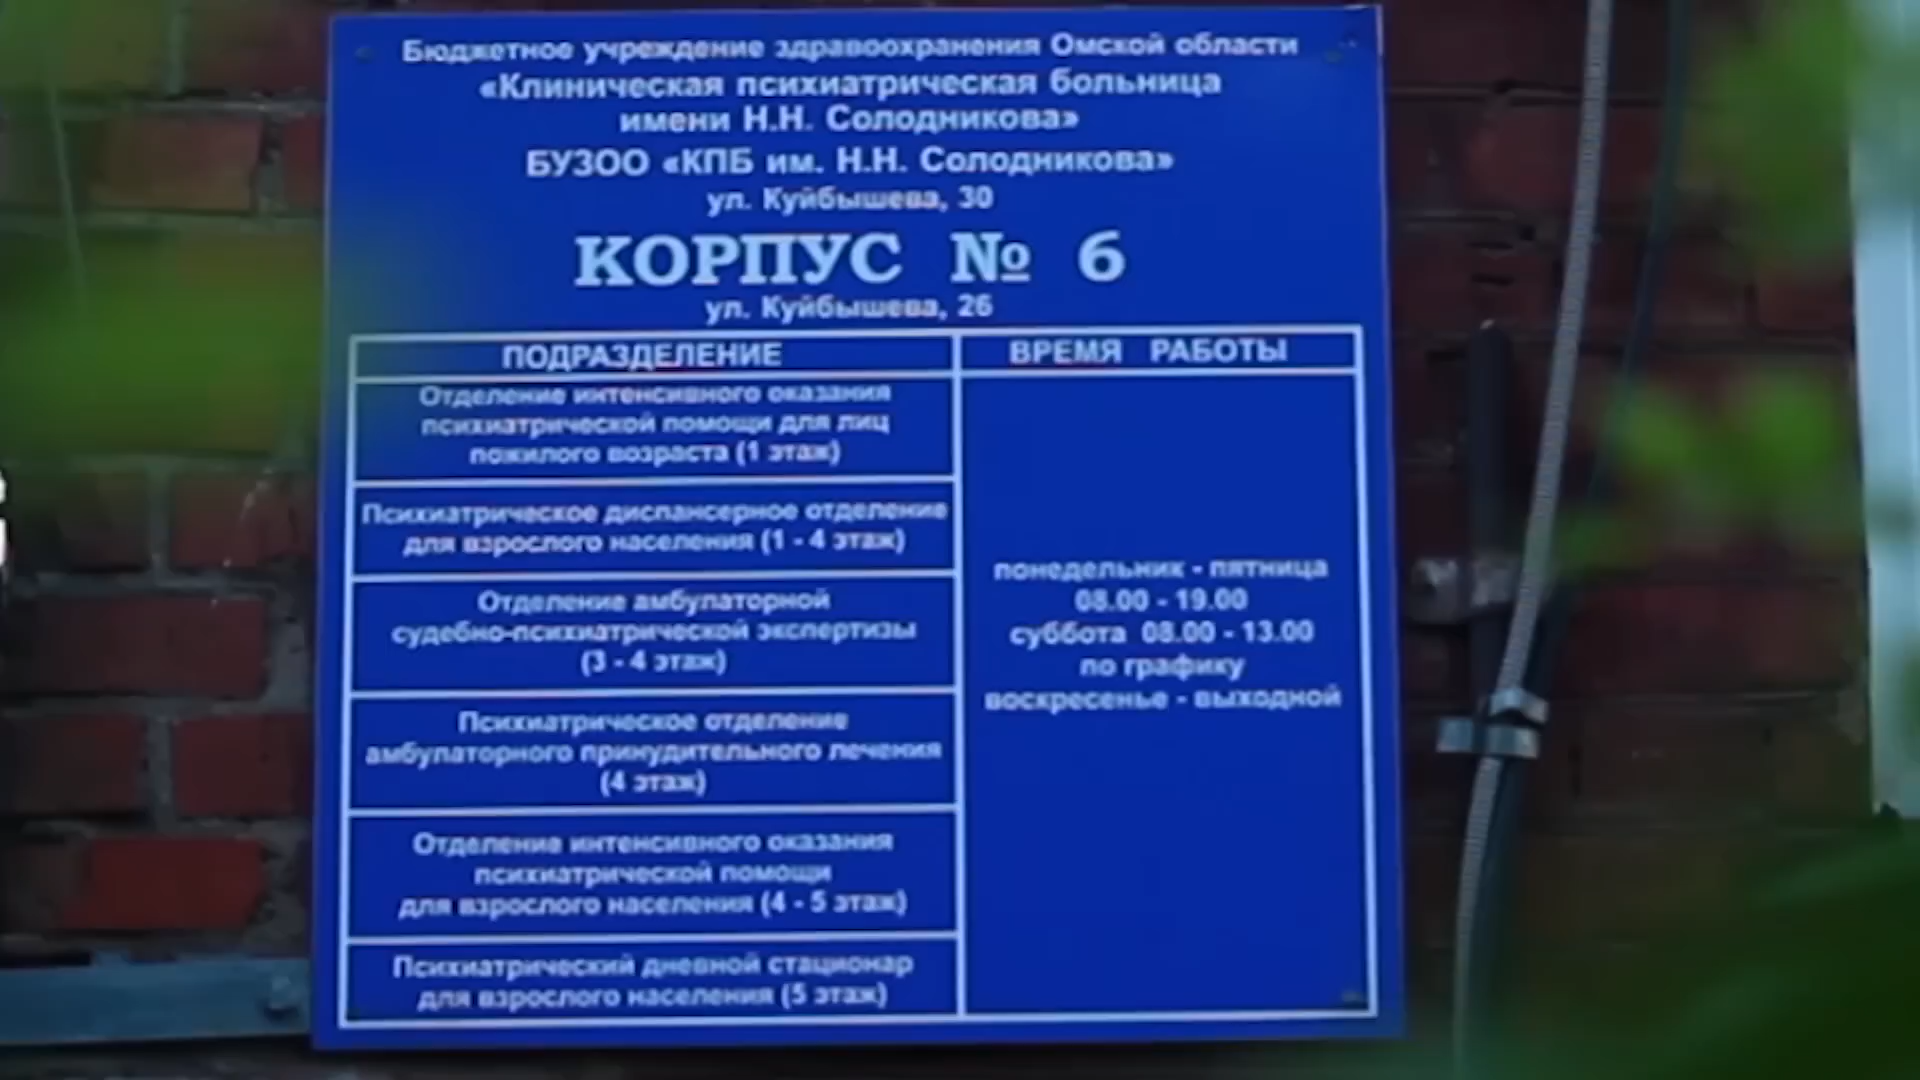 Бюджетное учреждение здравоохранения Омской области
«Клиническая психиатрическая больница
имени Н.Н. Солодникова»
БУЗОО «КПБ им. Н.Н. Солодникова»
ул. Куйбышева, 30
КОРПУС № 6
ул. Куйбышева, 26
ПОДРАЗДЕЛЕНИЕ
ВРЕМЯ РАБОТЫ
Отделение интенсивного оказания
психиатрической помощи для лиц
пожилого возраста (1 этаж)
Психиатрическое диспансерное отделение
для взрослого населения (1 - 4 этаж)
Отделение амбулаторной
судебно-психиатрической экспертизы
(3 - 4 этаж)
Психиатрическое отделение
амбулаторного принудительного лечения
(4 этаж)
Отделение интенсивного оказания
психиатрической помощи
для взрослого населения (4 - 5 этаж)
Психиатрический дневной стационар
для взрослого населения (5 этаж)
понедельник - пятница
08.00 - 19.00
суббота 08.00 - 13.00
по графику
воскресенье - выходной